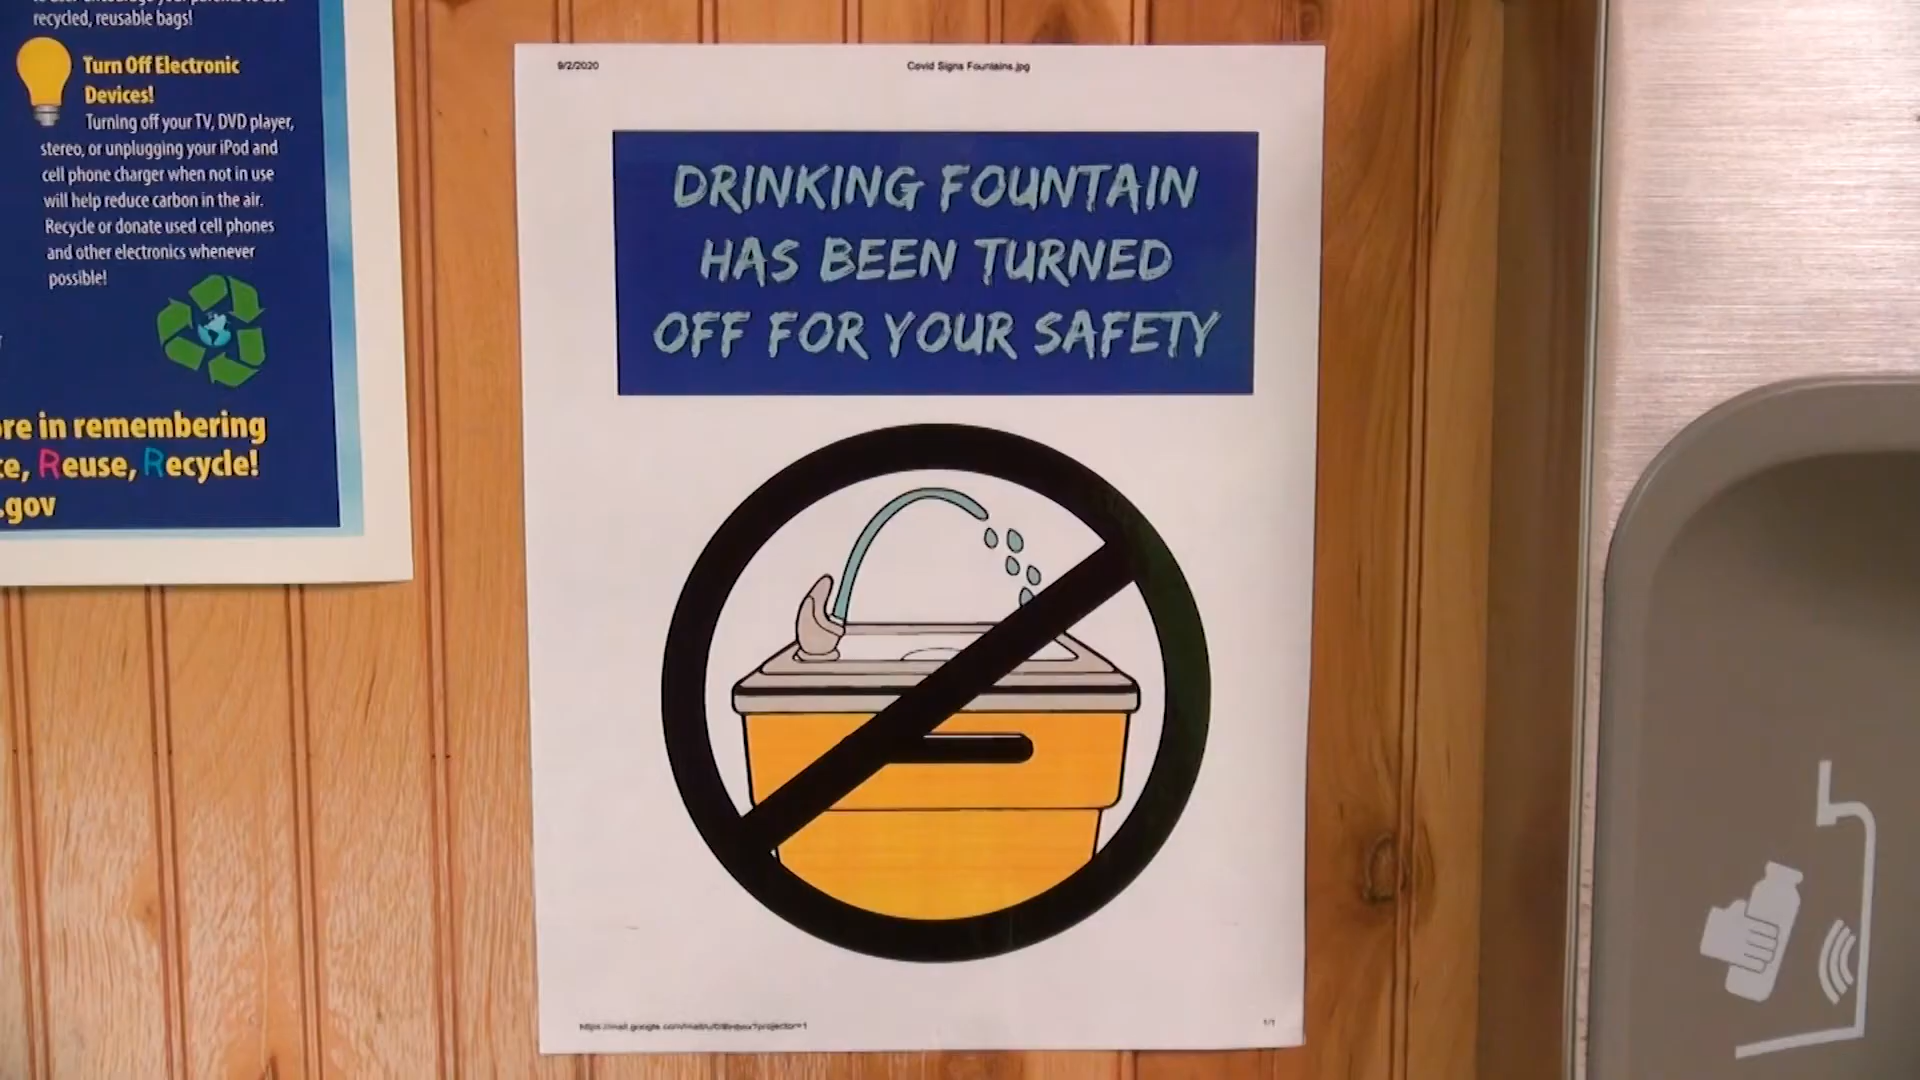 recycled, reusable bags!
Turn Off Electronic
Devices!
Turning off your TV, DVD player,
stereo, or unplugging your iPod and
cell phone charger when not in use
will help reduce carbon in the air.
Recycle or donate used cell phones
and other electronics whenever
possible!
in remembering
Reuse, Recycle!
.gov
9/2/2020
Covid Signs Fountains.jpg
DRINKING FOUNTAIN
HAS BEEN TURNED
OFF FOR YOUR SAFETY
1/1